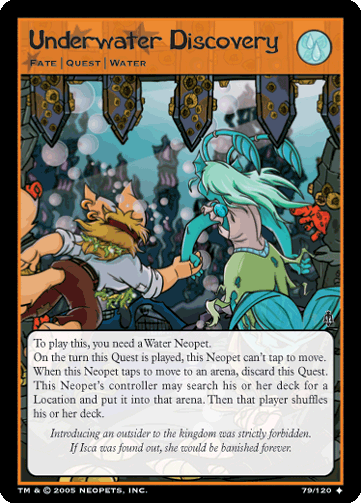 Underwater Discovery
Fate | Quest | Water
To play this, you need a Water Neopet.
On the turn this Quest is played, this Neopet can't tap to move.
When this Neopet taps to move to an arena, discard this Quest.
This Neopet's controller may search his or her deck for a
Location and put it into that arena. Then that player shuffles
his or her deck.
Introducing an outsider to the kingdom was strictly forbidden.
If Isca was found out, she would be banished forever.
TM & © 2005 NEOPETS, INC. 79/120 ◆